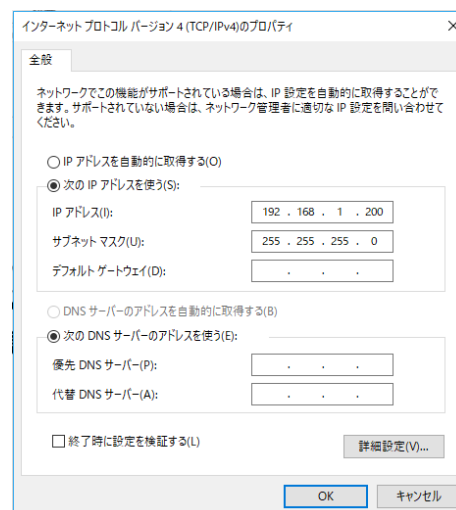 インターネット プロトコル バージョン 4 (TCP/IPv4)のプロパティ
全般
ネットワークでこの機能がサポートされている場合は、IP 設定を自動的に取得することがで
きます。サポートされていない場合は、ネットワーク管理者に適切な IP 設定を問い合わせて
ください。
IP アドレスを自動的に取得する(O)
次の IP アドレスを使う(S):
IP アドレス(I): 192 . 168 . 1 . 200
サブネット マスク(U): 255 . 255 . 255 . 0
デフォルト ゲートウェイ(D): . . .
DNS サーバーのアドレスを自動的に取得する(B)
次の DNS サーバーのアドレスを使う(E):
優先 DNS サーバー(P): . . .
代替 DNS サーバー(A): . . .
終了時に設定を検証する(L)
詳細設定(V)...
OK キャンセル